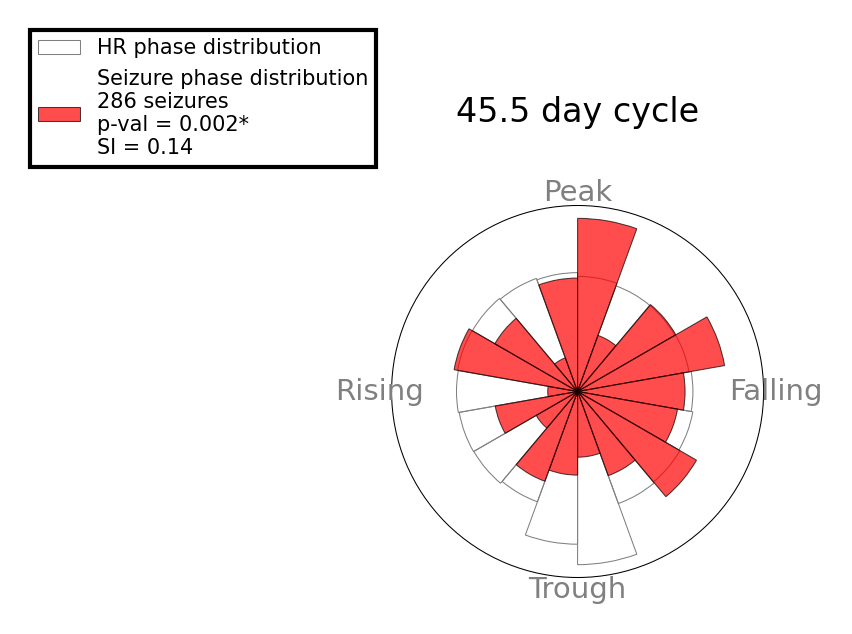 HR phase distribution
Seizure phase distribution
286 seizures
p-val = 0.002*
SI = 0.14
45.5 day cycle
Peak
Rising
Falling
Trough